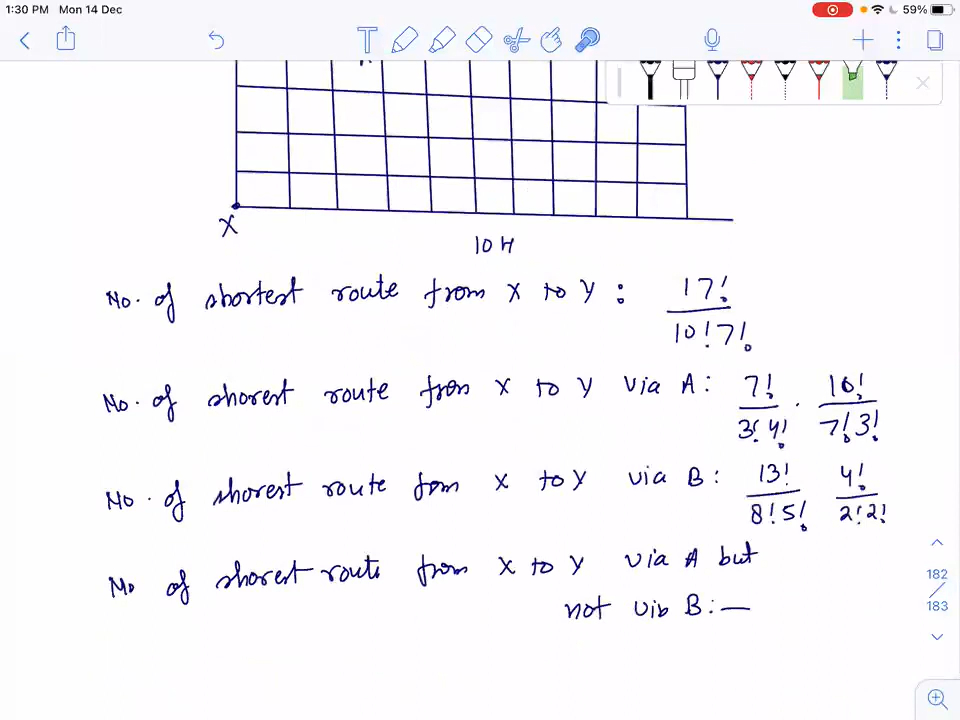 1:30 PM Mon 14 Dec
59%
T
X
10 H
No. of shortest route from X to Y : 17! / 10! 7!
No. of shorest route from X to Y via A: 7! / 3! 4! . 10! / 7! 3!
No. of shorest route fom X to Y via B: 13! / 8! 5! 4! / 2! 2!
No of shorest route from X to Y via A but
not via B: —
182
183